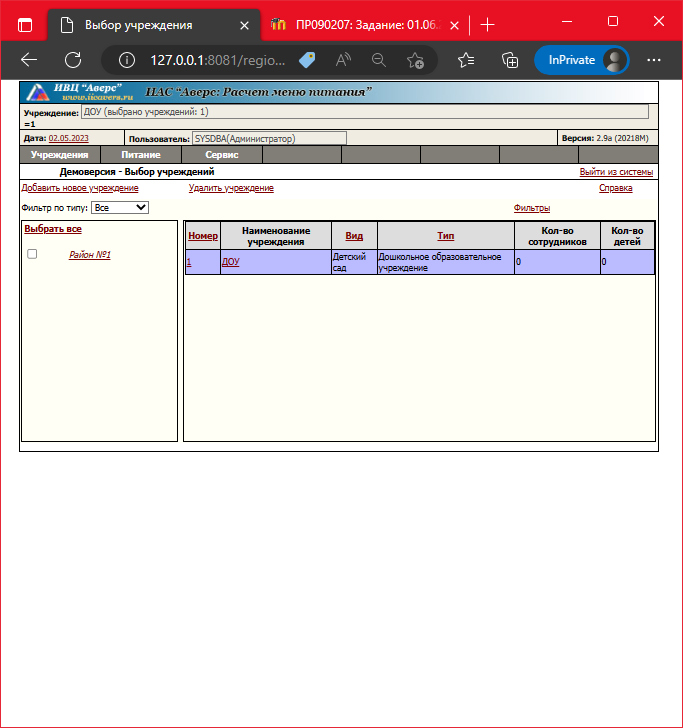 Выбор учреждения
ПР090207: Задание: 01.06.
127.0.0.1:8081/regio...
InPrivate
ИВЦ “Аверс”
www.iicavers.ru
ИАС “Аверс: Расчет меню питания”
Учреждение: ДОУ (выбрано учреждений: 1)
=1
Дата: 02.05.2023 Пользователь: SYSDBA(Администратор) Версия: 2.9a (20218M)
Учреждения Питание Сервис
Демоверсия - Выбор учреждений Выйти из системы
Добавить новое учреждение Удалить учреждение Справка
Фильтр по типу: Все Фильтры
Выбрать все
Район №1
Номер Наименование учреждения Вид Тип Кол-во сотрудников Кол-во детей
1 ДОУ Детский сад Дошкольное образовательное учреждение 0 0